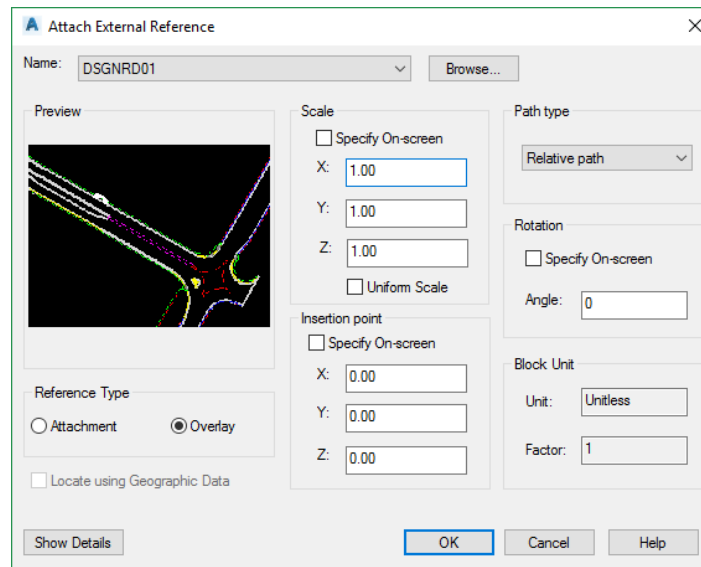 Attach External Reference
Name: DSGNRD01 Browse...
Preview
Scale
Specify On-screen
X: 1.00
Y: 1.00
Z: 1.00
Uniform Scale
Path type
Relative path
Rotation
Specify On-screen
Angle: 0
Insertion point
Specify On-screen
X: 0.00
Y: 0.00
Z: 0.00
Block Unit
Unit: Unitless
Factor: 1
Reference Type
Attachment Overlay
Locate using Geographic Data
Show Details OK Cancel Help